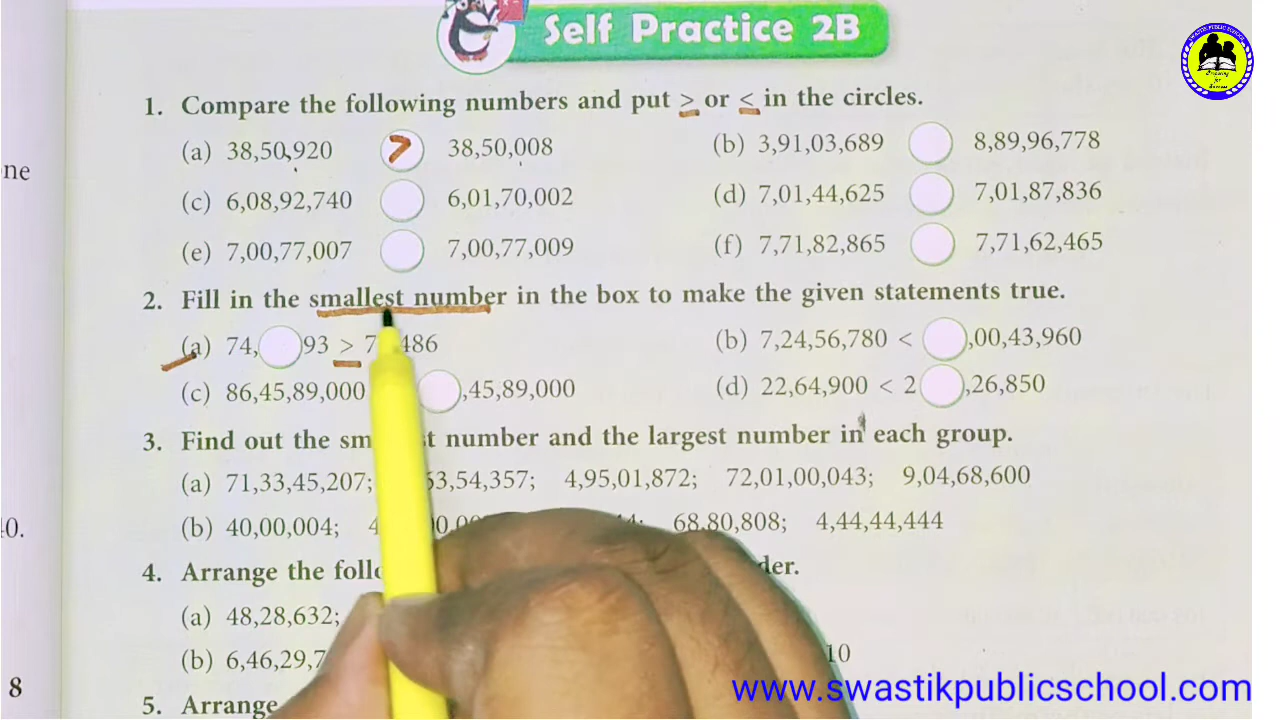 Self Practice 2B
1. Compare the following numbers and put > or < in the circles.
(a) 38,50,920 > 38,50,008 (b) 3,91,03,689 8,89,96,778
ne
(c) 6,08,92,740 6,01,70,002 (d) 7,01,44,625 7,01,87,836
(e) 7,00,77,007 7,00,77,009 (f) 7,71,82,865 7,71,62,465
2. Fill in the smallest number in the box to make the given statements true.
(a) 74, 93 > 486 (b) 7,24,56,780 < ,00,43,960
(c) 86,45,89,000 ,45,89,000 (d) 22,64,900 < 2 ,26,850
3. Find out the number and the largest number in each group.
(a) 71,33,45,207; 53,54,357; 4,95,01,872; 72,01,00,043; 9,04,68,600
(b) 40,00,004; 68,80,808; 4,44,44,444
40.
4. Arrange the
(a) 48,28,632;
(b) 6,46,29,7 10
8
5. Arrange
www.swastikpublicschool.com
SWASTIK PUBLIC SCHOOL